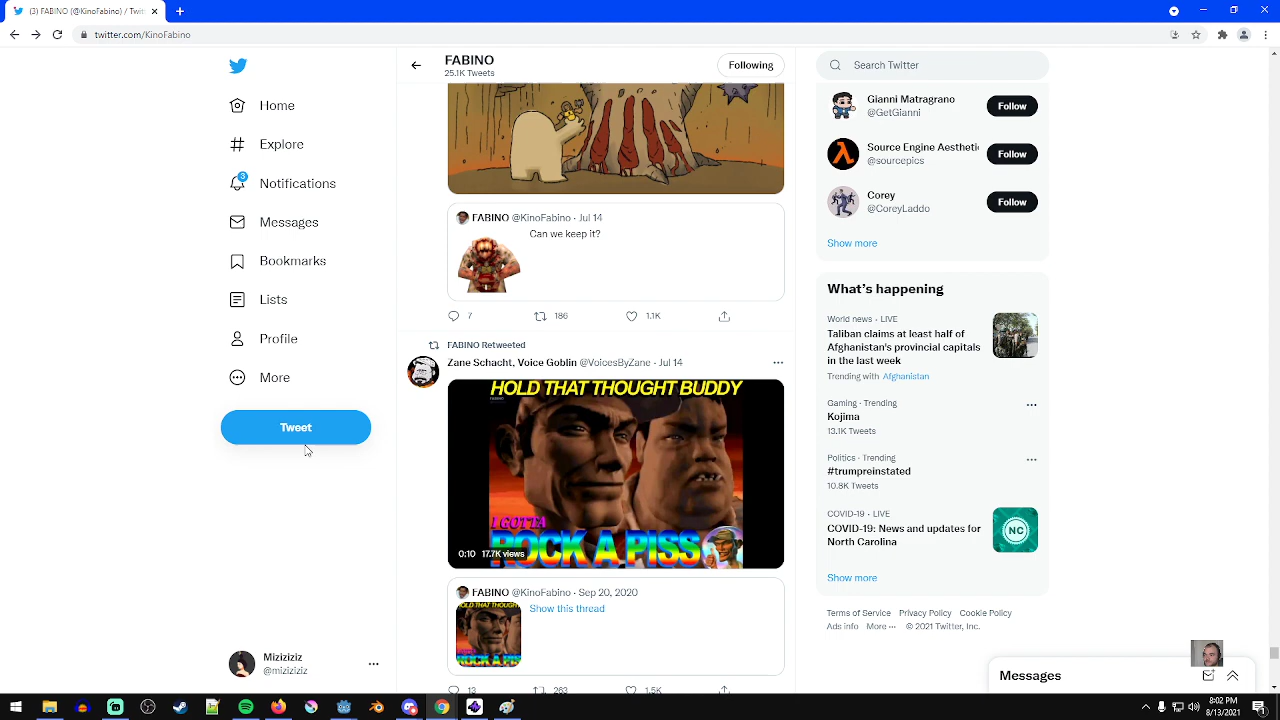 (3) FABINO (@KinoFabino) / Twitt
twitter.com/KinoFabino
Home
Explore
3
Notifications
Messages
Bookmarks
Lists
Profile
More
Tweet
Miziziziz
@miziziziz
FABINO
25.1K Tweets
Following
FABINO @KinoFabino · Jul 14
Can we keep it?
7
186
1.1K
FABINO Retweeted
Zane Schacht, Voice Goblin @VoicesByZane · Jul 14
HOLD THAT THOUGHT BUDDY
FABINO
I GOTTA
ROCK A PISS
0:10 17.7K views
FABINO @KinoFabino · Sep 20, 2020
Show this thread
HOLD THAT THOUGH
ROCK A PIS
13
263
1.5K
Search Twitter
Gianni Matragrano
@GetGianni
Follow
Source Engine Aestheti
@sourcepics
Follow
Corey
@CoreyLaddo
Follow
Show more
What's happening
World news · LIVE
Taliban claims at least half of
Afghanistan's provincial capitals
in the last week
Trending with Afghanistan
Gaming · Trending
Kojima
13.1K Tweets
Politics · Trending
#trumpreinstated
10.8K Tweets
COVID-19 · LIVE
COVID-19: News and updates for
North Carolina
NC
Show more
Terms of Service Privacy Policy Cookie Policy
Ads info More ··· © 2021 Twitter, Inc.
Messages
8:02 PM
8/13/2021